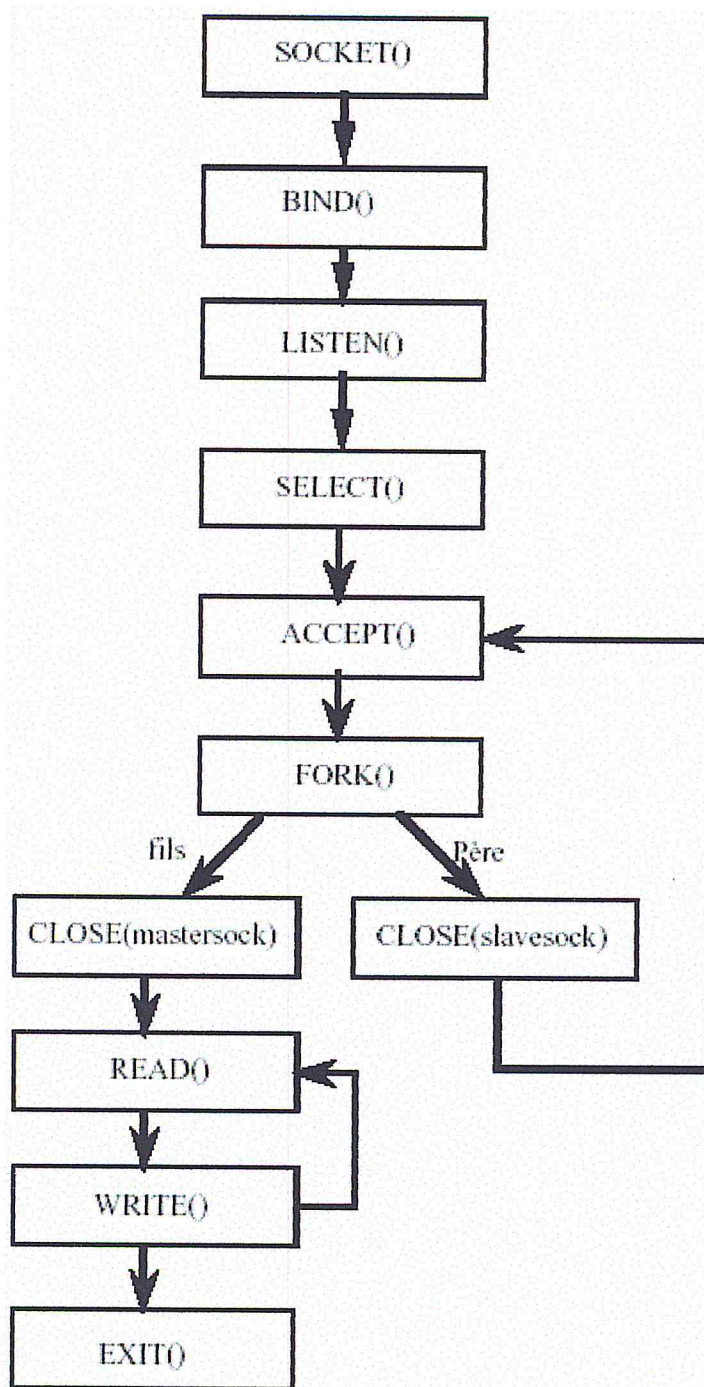 SOCKET()
BIND()
LISTEN()
SELECT()
ACCEPT()
FORK()
fils
Père
CLOSE(mastersock)
CLOSE(slavesock)
READ()
WRITE()
EXIT()